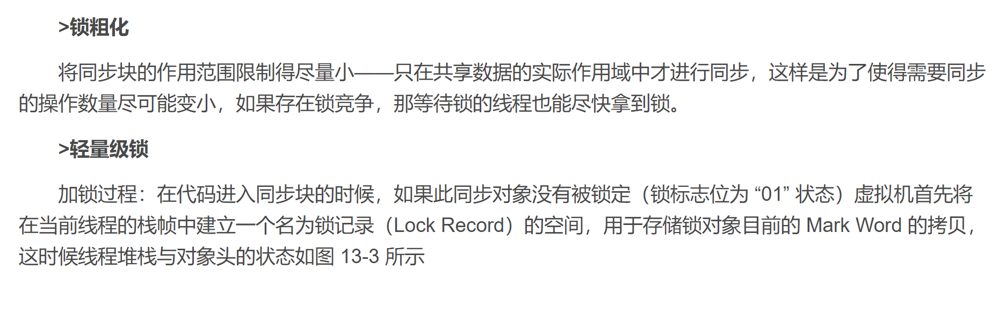 >锁粗化
将同步块的作用范围限制得尽量小——只在共享数据的实际作用域中才进行同步，这样是为了使得需要同步
的操作数量尽可能变小，如果存在锁竞争，那等待锁的线程也能尽快拿到锁。
>轻量级锁
加锁过程：在代码进入同步块的时候，如果此同步对象没有被锁定（锁标志位为 “01” 状态）虚拟机首先将
在当前线程的栈帧中建立一个名为锁记录（Lock Record）的空间，用于存储锁对象目前的 Mark Word 的拷贝，
这时候线程堆栈与对象头的状态如图 13-3 所示